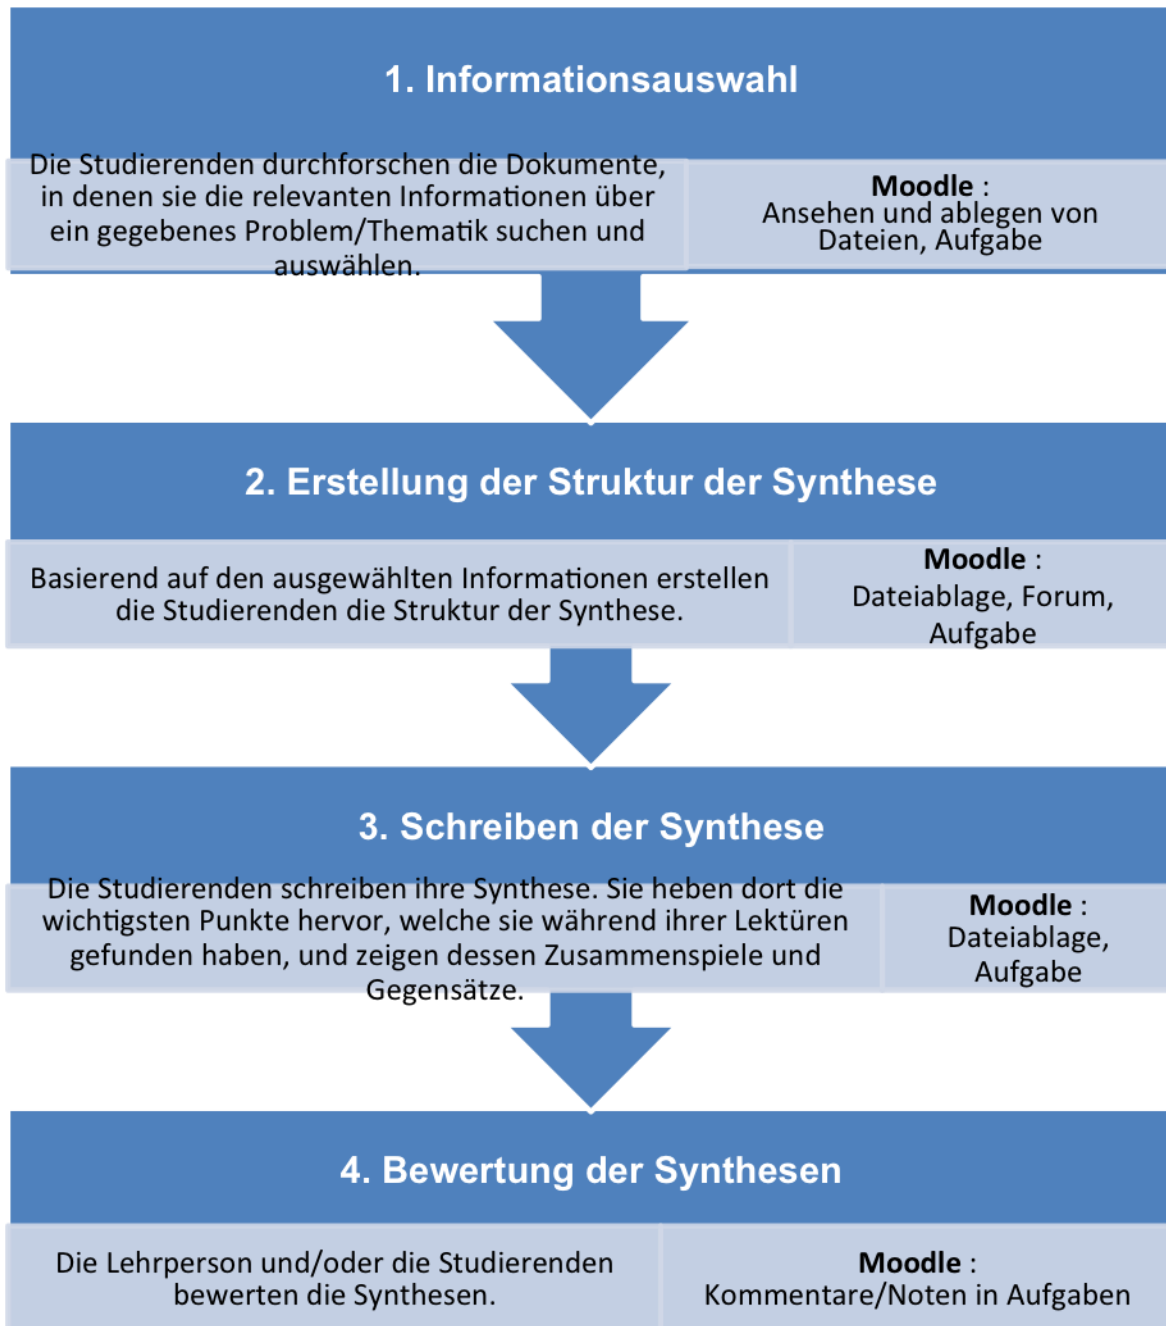 1. Informationsauswahl
Die Studierenden durchforschen die Dokumente,
in denen sie die relevanten Informationen über
ein gegebenes Problem/Thematik suchen und
auswählen.
Moodle :
Ansehen und ablegen von
Dateien, Aufgabe
2. Erstellung der Struktur der Synthese
Basierend auf den ausgewählten Informationen erstellen
die Studierenden die Struktur der Synthese.
Moodle :
Dateiablage, Forum,
Aufgabe
3. Schreiben der Synthese
Die Studierenden schreiben ihre Synthese. Sie heben dort die
wichtigsten Punkte hervor, welche sie während ihrer Lektüren
gefunden haben, und zeigen dessen Zusammenspiele und
Gegensätze.
Moodle :
Dateiablage,
Aufgabe
4. Bewertung der Synthesen
Die Lehrperson und/oder die Studierenden
bewerten die Synthesen.
Moodle :
Kommentare/Noten in Aufgaben